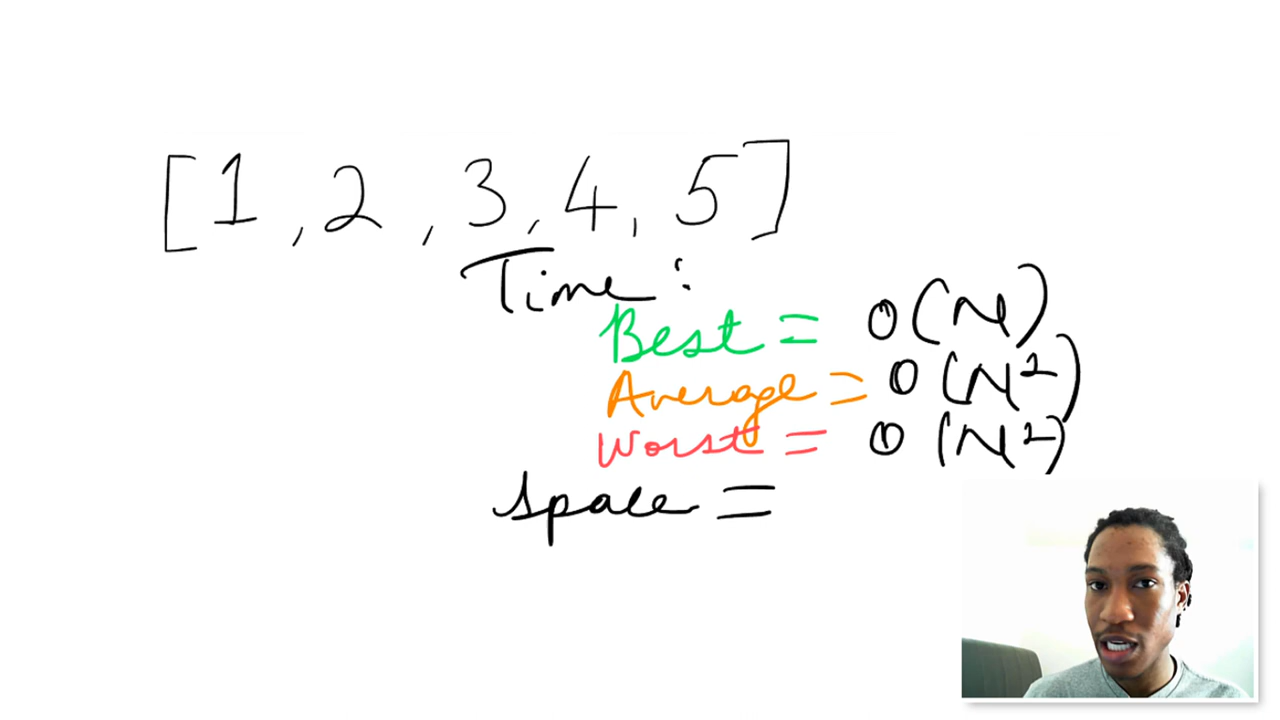 [1, 2, 3, 4, 5]
Time:
Best = O(N)
Average = O(N²)
Worst = O(N²)
Space =